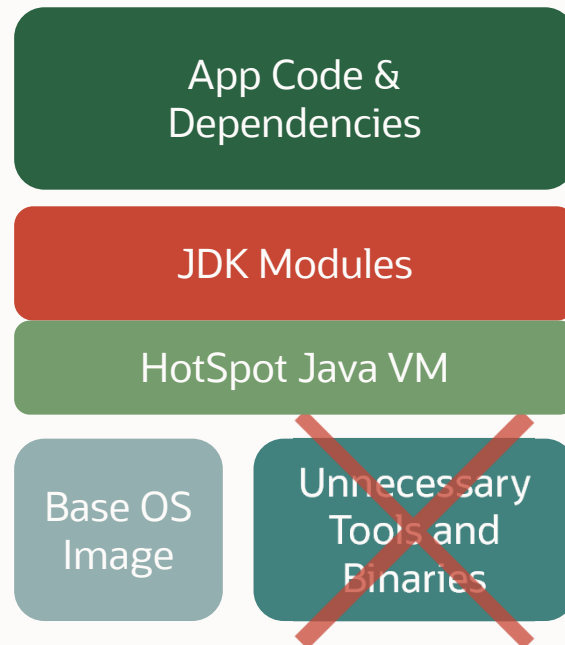 App Code &
Dependencies
JDK Modules
HotSpot Java VM
Base OS
Image
Unnecessary
Tools and
Binaries